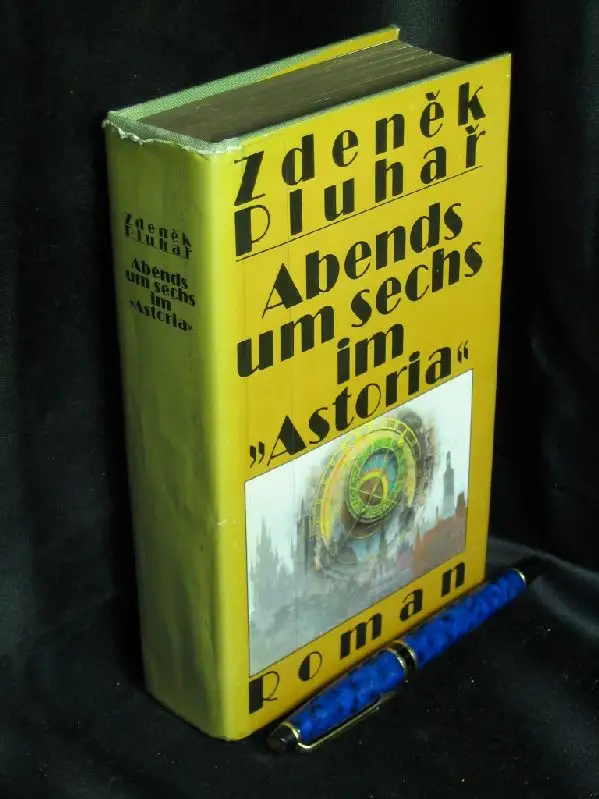 Zdeněk
Pluhař
Abends
um sechs
im
»Astoria«
Zdeněk
Pluhař
Abends
um sechs
im
»Astoria“
Roman